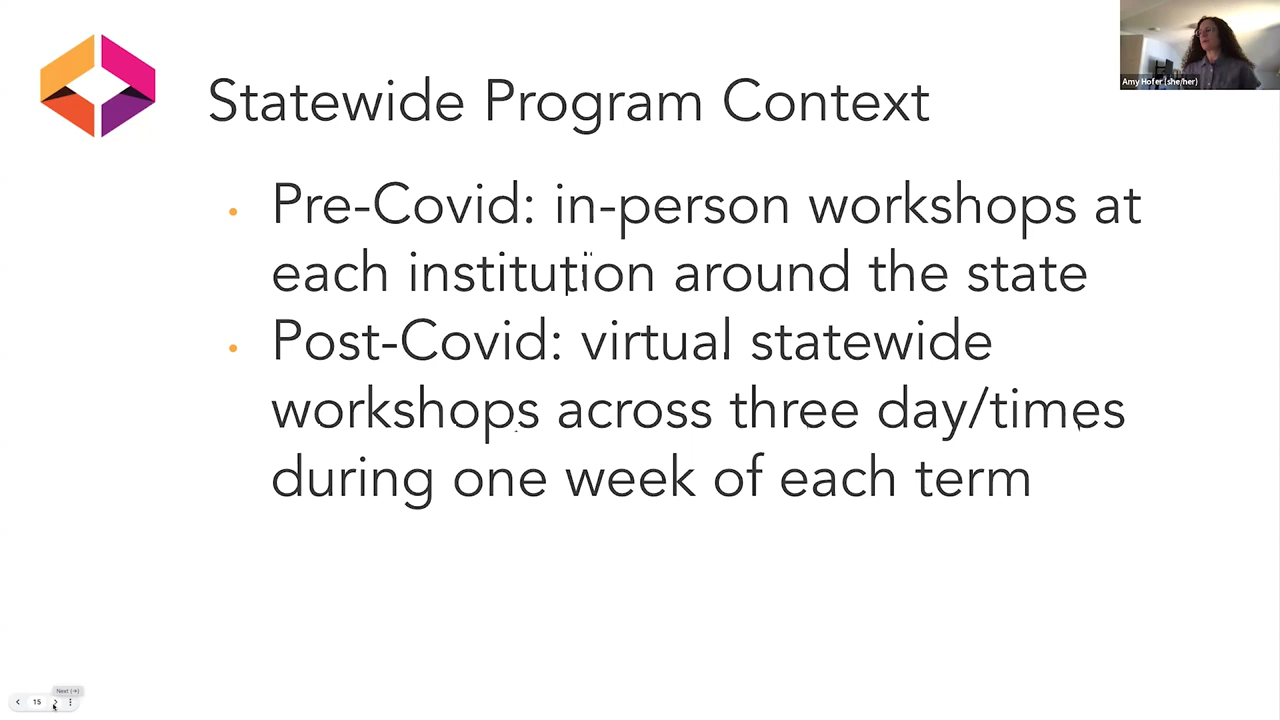 Statewide Program Context
Amy Hofer (she/her)
• Pre-Covid: in-person workshops at
each institution around the state
• Post-Covid: virtual statewide
workshops across three day/times
during one week of each term
Next (→)
15